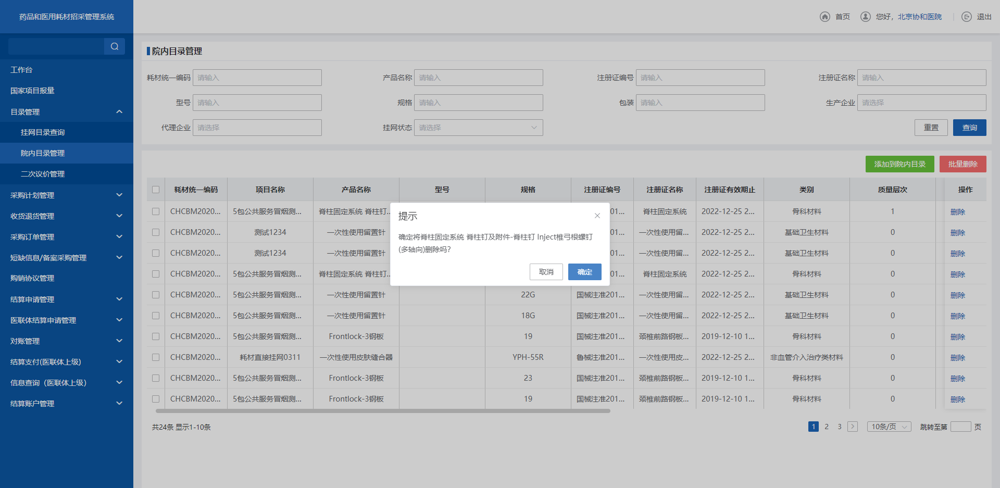 药品和医用耗材招采管理系统
首页
您好，北京协和医院
退出
工作台
国家项目报量
目录管理
挂网目录查询
院内目录管理
二次议价管理
采购计划管理
收货退货管理
采购订单管理
短缺信息/备案采购管理
购销协议管理
结算申请管理
医联体结算申请管理
对账管理
结算支付(医联体上级)
信息查询（医联体上级）
结算账户管理
院内目录管理
耗材统一编码 请输入 产品名称 请输入 注册证编号 请输入 注册证名称 请输入
型号 请输入 规格 请输入 包装 请输入 生产企业 请选择
代理企业 请选择 挂网状态 请选择 重置 查询
添加到院内目录 批量删除
耗材统一编码 项目名称 产品名称 型号 规格 注册证编号 注册证名称 注册证有效期止 类别 质量层次 操作
CHCBM2020... 5包公共服务冒烟测... 脊柱固定系统 脊柱钉... 01... 脊柱固定系统 2022-12-25 2... 骨科材料 1 删除
CHCBM2020... 测试1234 一次性使用留置针 01... 一次性使用留... 2022-12-25 2... 基础卫生材料 0 删除
CHCBM2020... 测试1234 一次性使用留置针 01... 一次性使用留... 2022-12-25 2... 基础卫生材料 0 删除
CHCBM2020... 5包公共服务冒烟测... 脊柱固定系统 脊柱钉... 01... 脊柱固定系统 2022-12-25 2... 骨科材料 0 删除
CHCBM2020... 5包公共服务冒烟测... 一次性使用留置针 22G 国械注准201... 一次性使用留... 2022-12-25 2... 基础卫生材料 0 删除
CHCBM2020... 5包公共服务冒烟测... 一次性使用留置针 18G 国械注准201... 一次性使用留... 2022-12-25 2... 基础卫生材料 0 删除
CHCBM2020... 5包公共服务冒烟测... Frontlock-3钢板 19 国械注准201... 颈椎前路钢板... 2019-12-10 1... 骨科材料 0 删除
CHCBM2020... 耗材直接挂网0311 一次性使用皮肤缝合器 YPH-55R 鲁械注准201... 一次性使用皮... 2022-12-25 2... 非血管介入治疗类材料 0 删除
CHCBM2020... 5包公共服务冒烟测... Frontlock-3钢板 23 国械注准201... 颈椎前路钢板... 2019-12-10 1... 骨科材料 0 删除
CHCBM2020... 5包公共服务冒烟测... Frontlock-3钢板 19 国械注准201... 颈椎前路钢板... 2019-12-10 1... 骨科材料 0 删除
提示
确定将脊柱固定系统 脊柱钉及附件-脊柱钉 Inject椎弓根螺钉
(多轴向)删除吗?
取消 确定
共24条 显示1-10条
1 2 3 10条/页 跳转至第 页